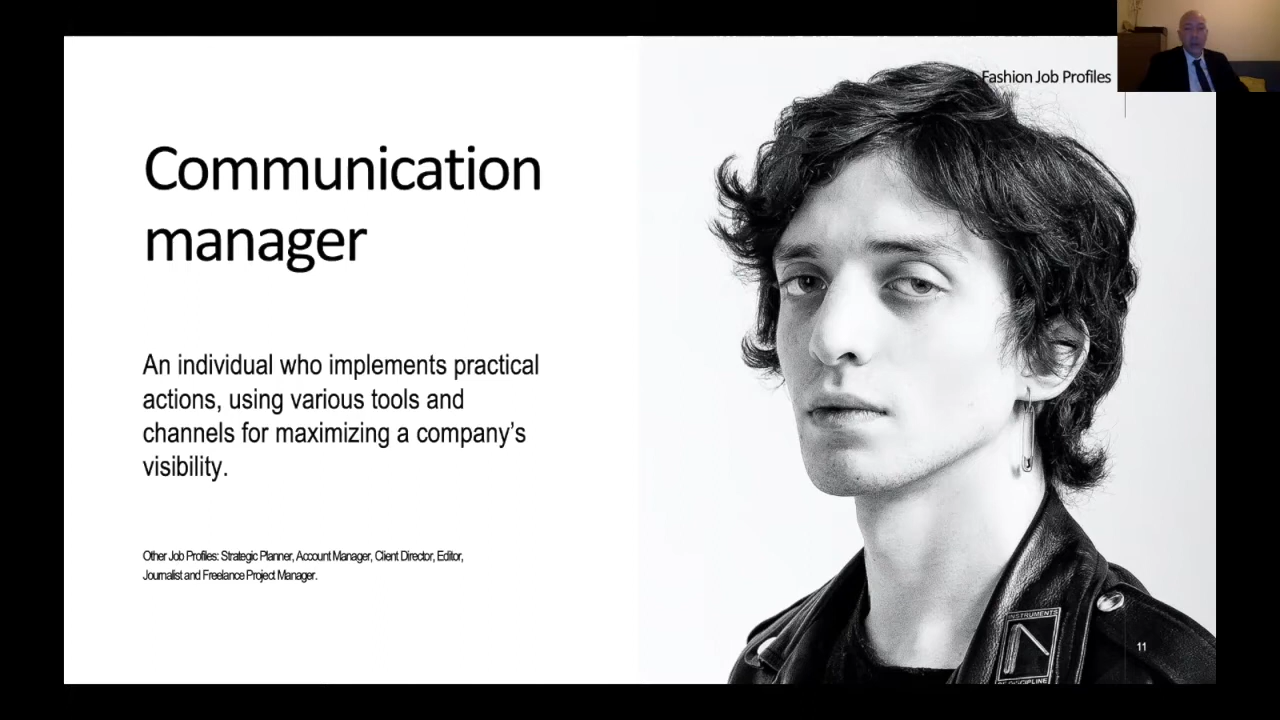 Fashion Job Profiles
Communication
manager
An individual who implements practical
actions, using various tools and
channels for maximizing a company's
visibility.
Other Job Profiles: Strategic Planner, Account Manager, Client Director, Editor,
Journalist and Freelance Project Manager.
INSTRUMENTS
DISCIPLINE
11